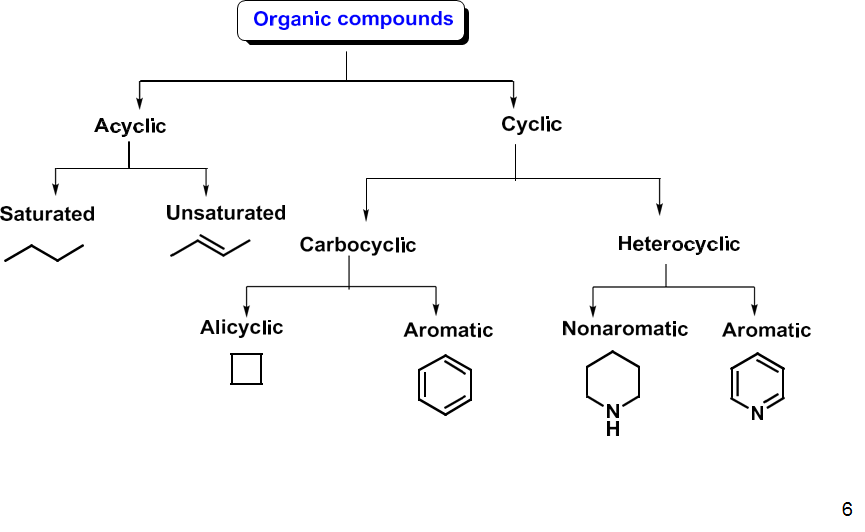 Organic compounds
Acyclic
Cyclic
Saturated
Unsaturated
Carbocyclic
Heterocyclic
Alicyclic
Aromatic
Nonaromatic
Aromatic
N
H
N
6